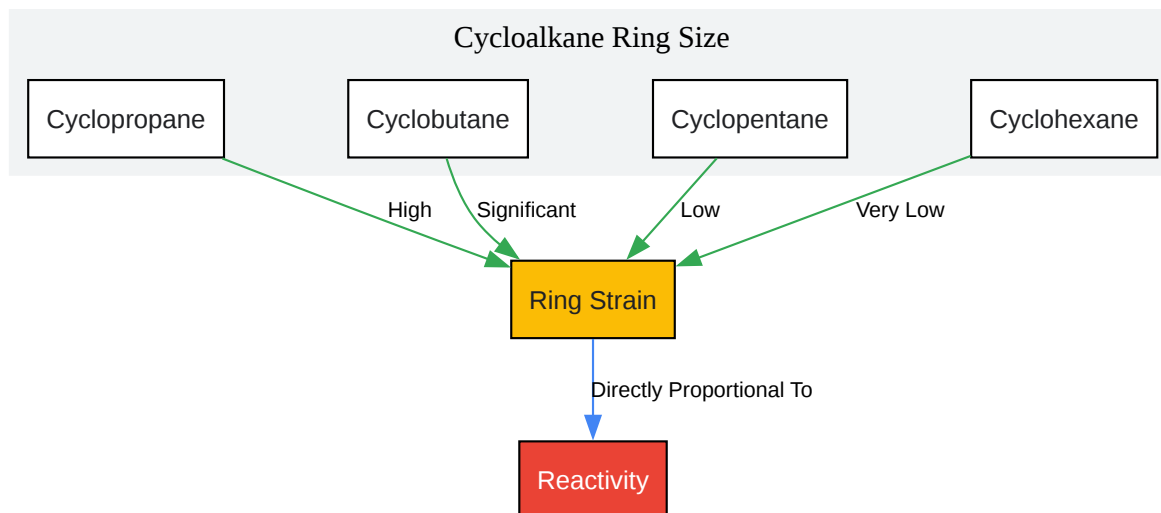 Cycloalkane Ring Size
Cyclopropane
Cyclobutane
Cyclopentane
Cyclohexane
High
Significant
Low
Very Low
Ring Strain
Directly Proportional To
Reactivity